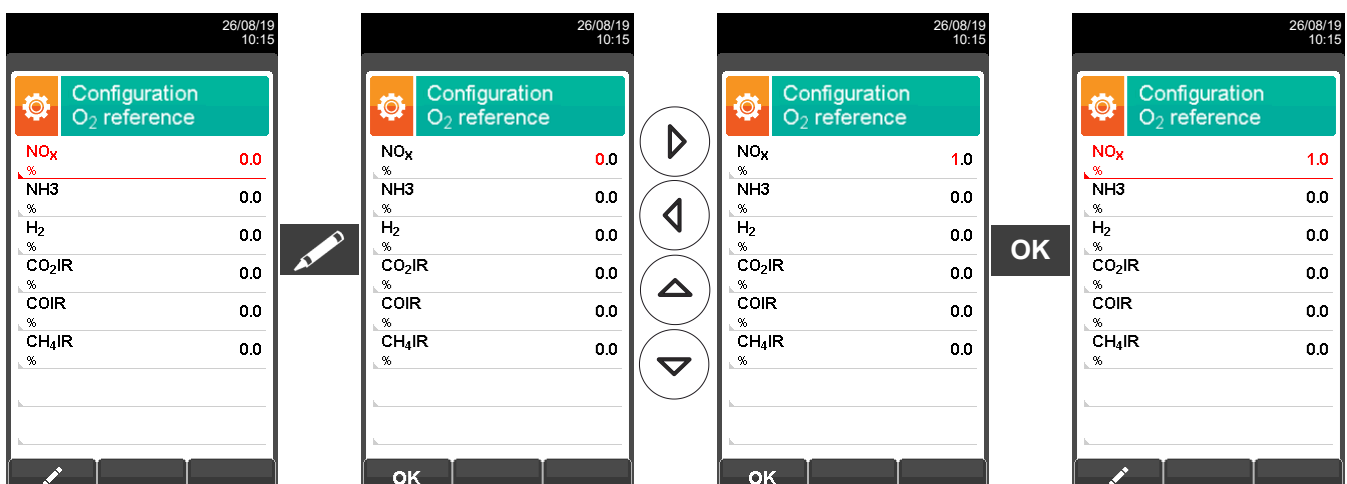 26/08/19
10:15
Configuration
O₂ reference
NOx
%
0.0
NH3
%
0.0
H₂
%
0.0
CO₂IR
%
0.0
COIR
%
0.0
CH₄IR
%
0.0
26/08/19
10:15
Configuration
O₂ reference
NOx
%
0.0
NH3
%
0.0
H₂
%
0.0
CO₂IR
%
0.0
COIR
%
0.0
CH₄IR
%
0.0
OK
26/08/19
10:15
Configuration
O₂ reference
NOx
%
1.0
NH3
%
0.0
H₂
%
0.0
CO₂IR
%
0.0
COIR
%
0.0
CH₄IR
%
0.0
OK
OK
26/08/19
10:15
Configuration
O₂ reference
NOx
%
1.0
NH3
%
0.0
H₂
%
0.0
CO₂IR
%
0.0
COIR
%
0.0
CH₄IR
%
0.0